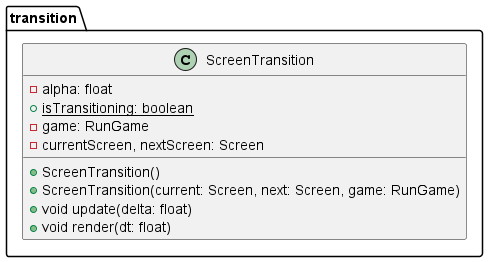 transition
C ScreenTransition
alpha: float
isTransitioning: boolean
game: RunGame
currentScreen, nextScreen: Screen
ScreenTransition()
ScreenTransition(current: Screen, next: Screen, game: RunGame)
void update(delta: float)
void render(dt: float)